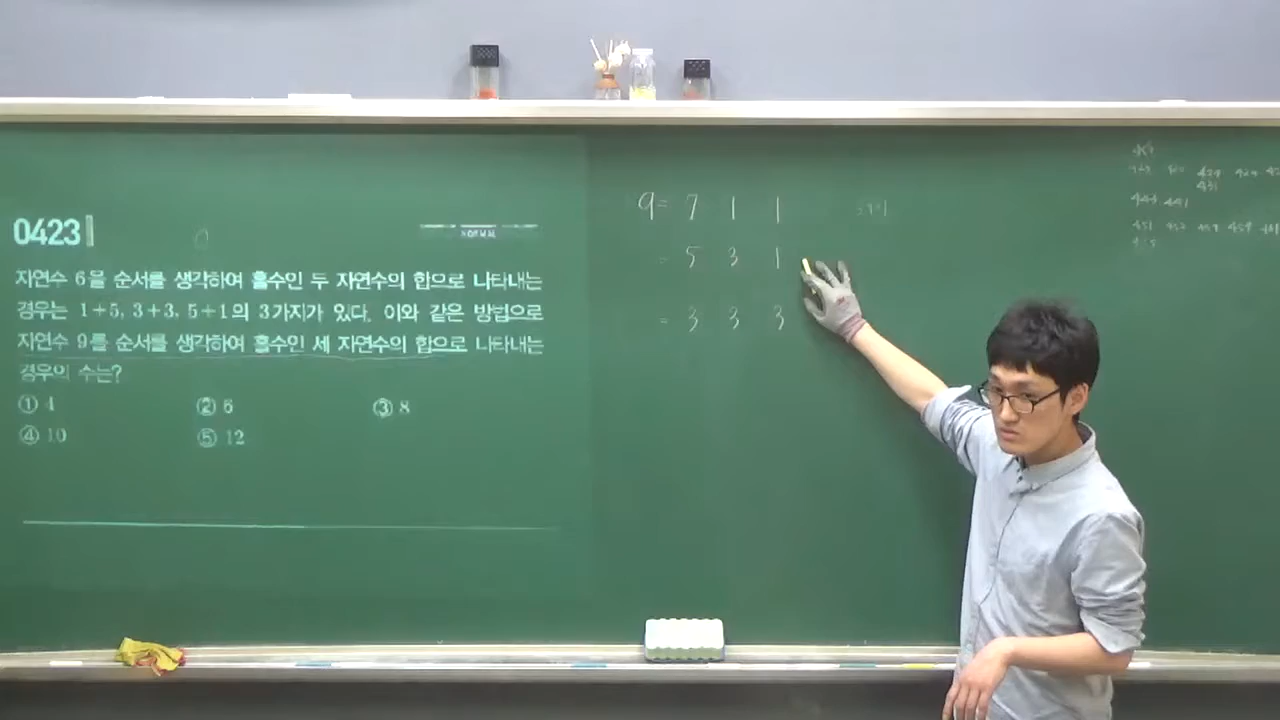 0423
NORMAL
자연수 6을 순서를 생각하여 홀수인 두 자연수의 합으로 나타내는
경우는 1+5, 3+3, 5+1의 3가지가 있다. 이와 같은 방법으로
자연수 9를 순서를 생각하여 홀수인 세 자연수의 합으로 나타내는
경우의 수는?
① 4 ② 6 ③ 8
④ 10 ⑤ 12
9= 7 1 1
= 5 3 1
= 3 3 3